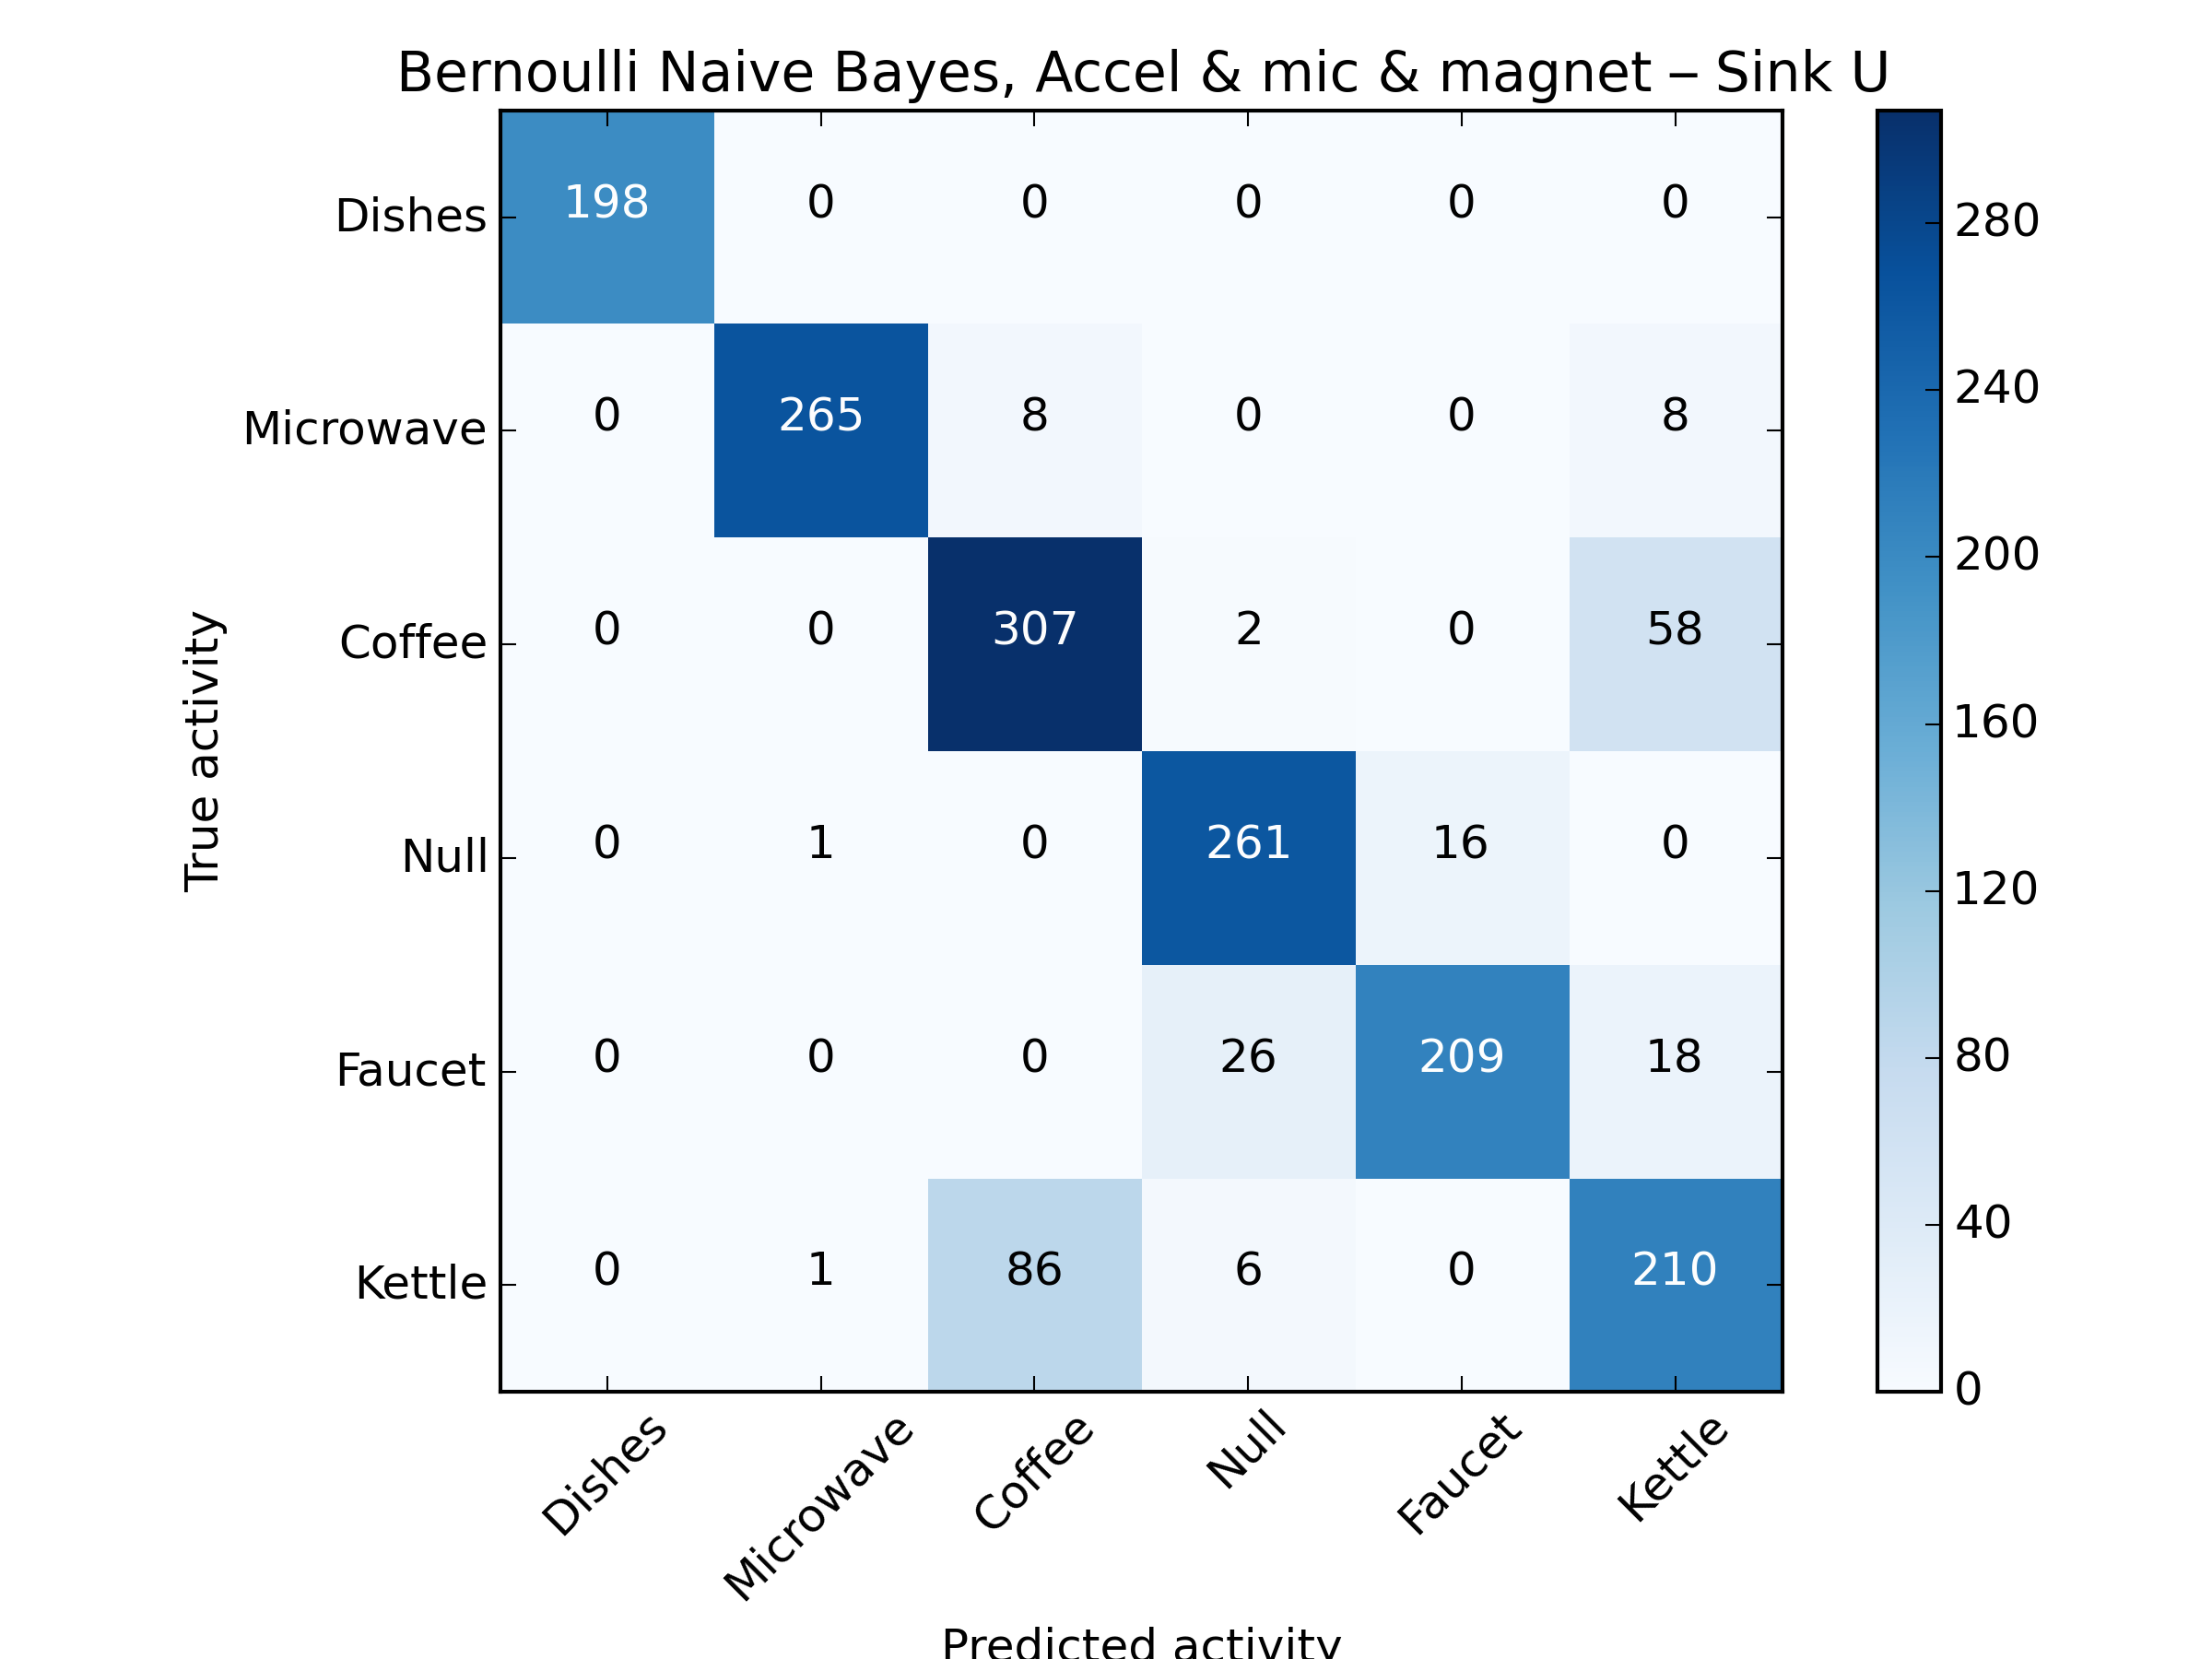 Bernoulli Naive Bayes, Accel & mic & magnet – Sink U
True activity
Dishes 198 0 0 0 0 0
Microwave 0 265 8 0 0 8
Coffee 0 0 307 2 0 58
Null 0 1 0 261 16 0
Faucet 0 0 0 26 209 18
Kettle 0 1 86 6 0 210
Dishes Microwave Coffee Null Faucet Kettle
Predicted activity
280
240
200
160
120
80
40
0